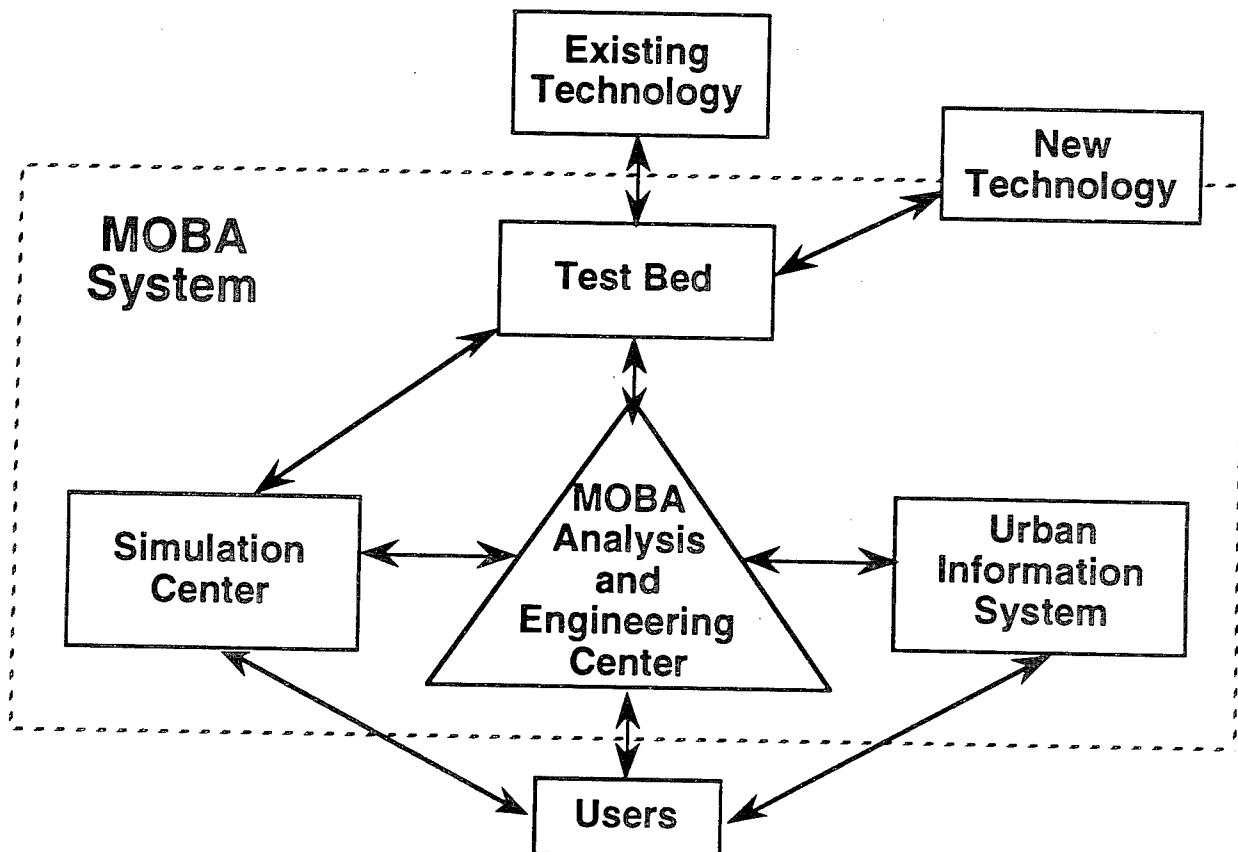 Existing
Technology
New
Technology
MOBA
System
Test Bed
Simulation
Center
MOBA
Analysis
and
Engineering
Center
Urban
Information
System
Users